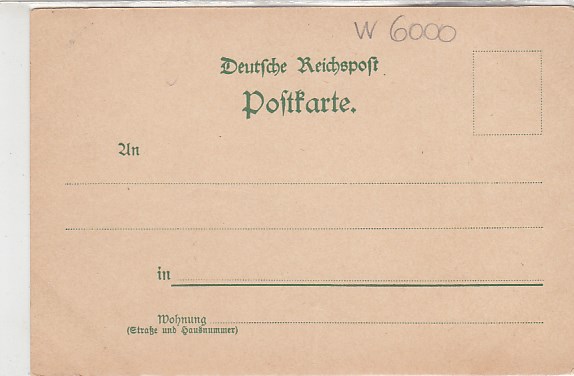 W 6000
Deutsche Reichspost
Postkarte.
An
in
Wohnung
(Straße und Hausnummer)